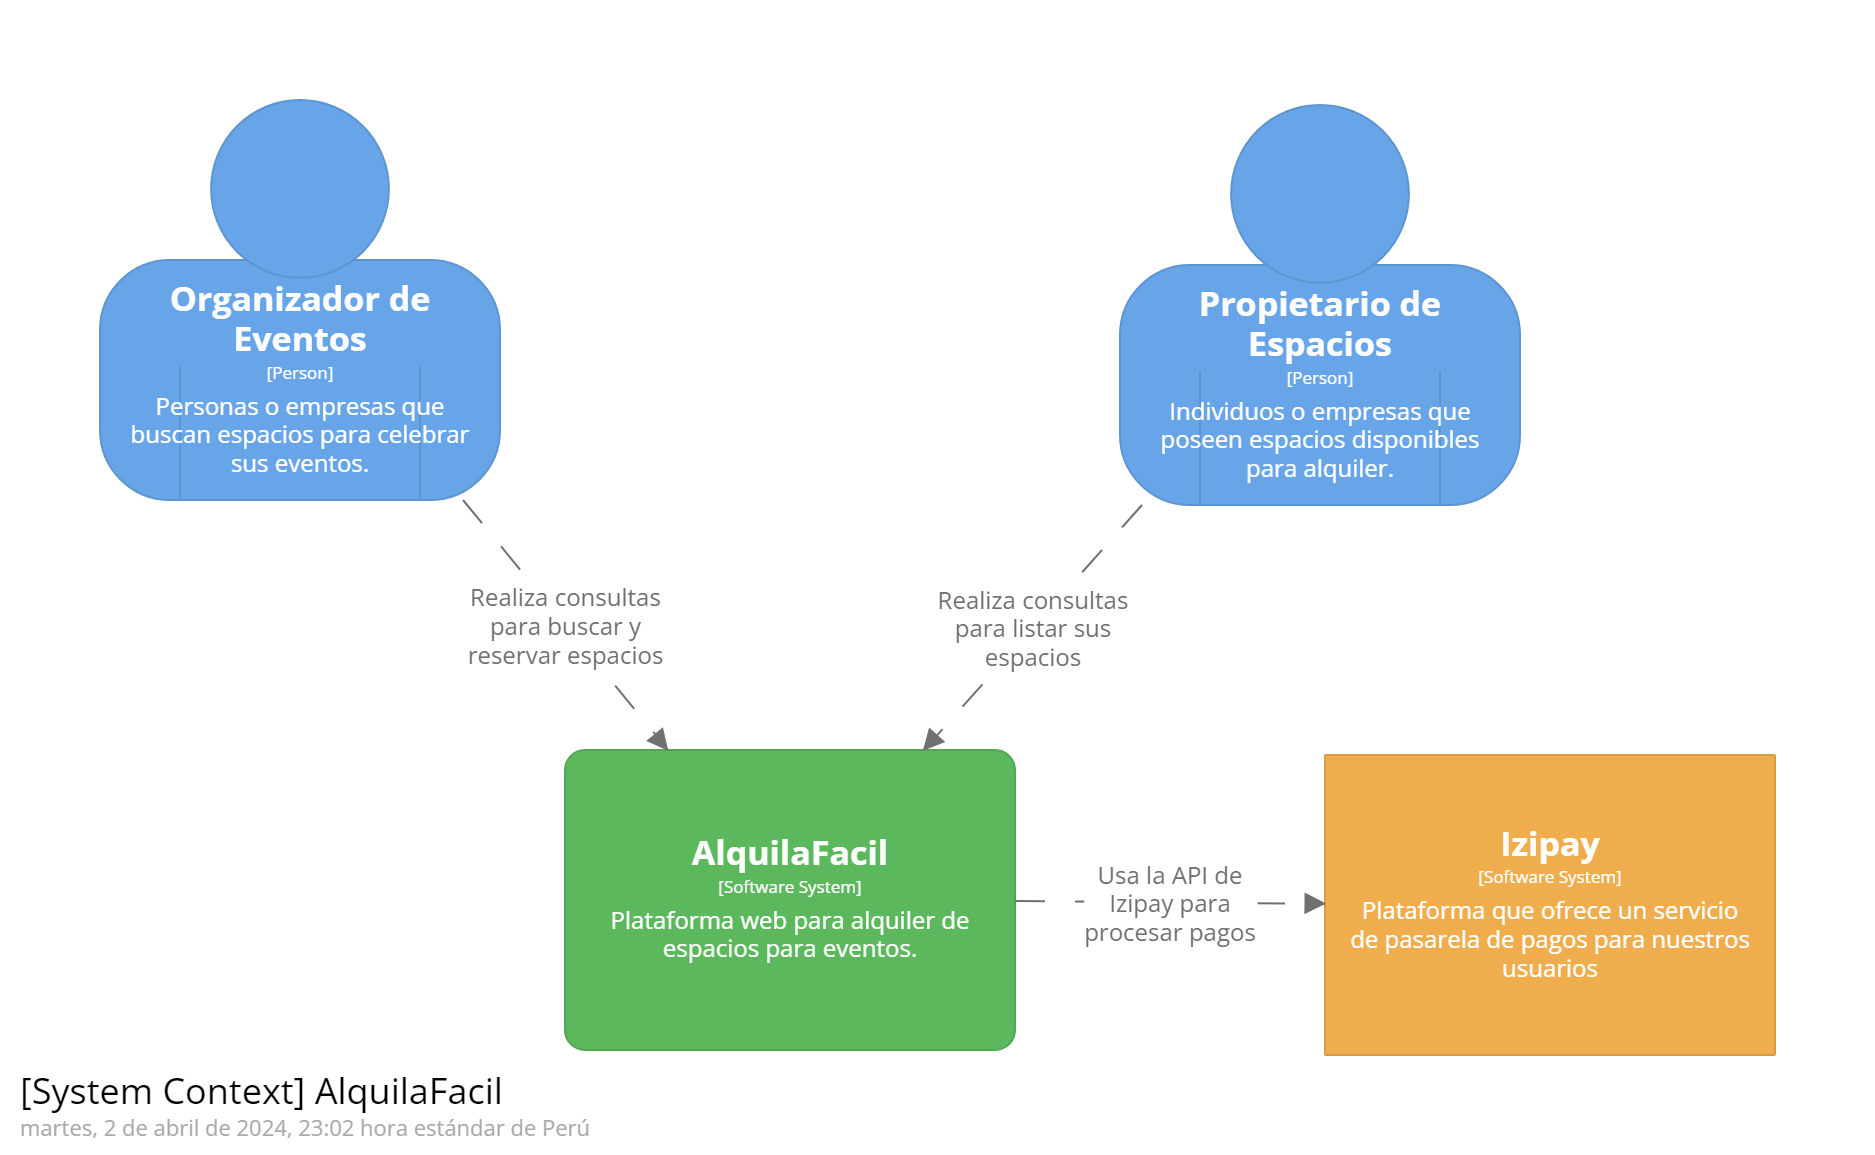 Organizador de
Eventos
[Person]
Personas o empresas que
buscan espacios para celebrar
sus eventos.
Propietario de
Espacios
[Person]
Individuos o empresas que
poseen espacios disponibles
para alquiler.
Realiza consultas
para buscar y
reservar espacios
Realiza consultas
para listar sus
espacios
AlquilaFacil
[Software System]
Plataforma web para alquiler de
espacios para eventos.
Usa la API de
Izipay para
procesar pagos
Izipay
[Software System]
Plataforma que ofrece un servicio
de pasarela de pagos para nuestros
usuarios
[System Context] AlquilaFacil
martes, 2 de abril de 2024, 23:02 hora estándar de Perú